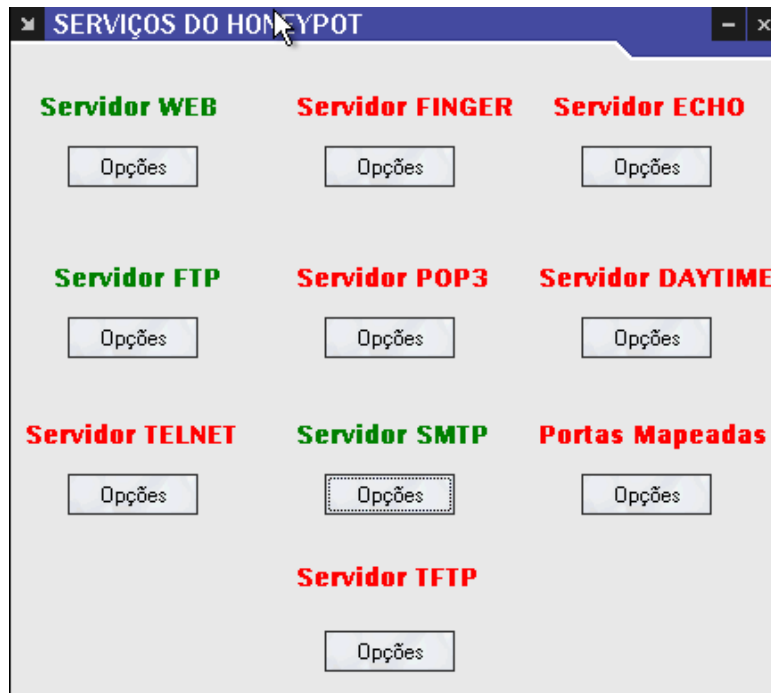 SERVIÇOS DO HONEYPOT
Servidor WEB Servidor FINGER Servidor ECHO
Opções Opções Opções
Servidor FTP Servidor POP3 Servidor DAYTIME
Opções Opções Opções
Servidor TELNET Servidor SMTP Portas Mapeadas
Opções Opções Opções
Servidor TFTP
Opções